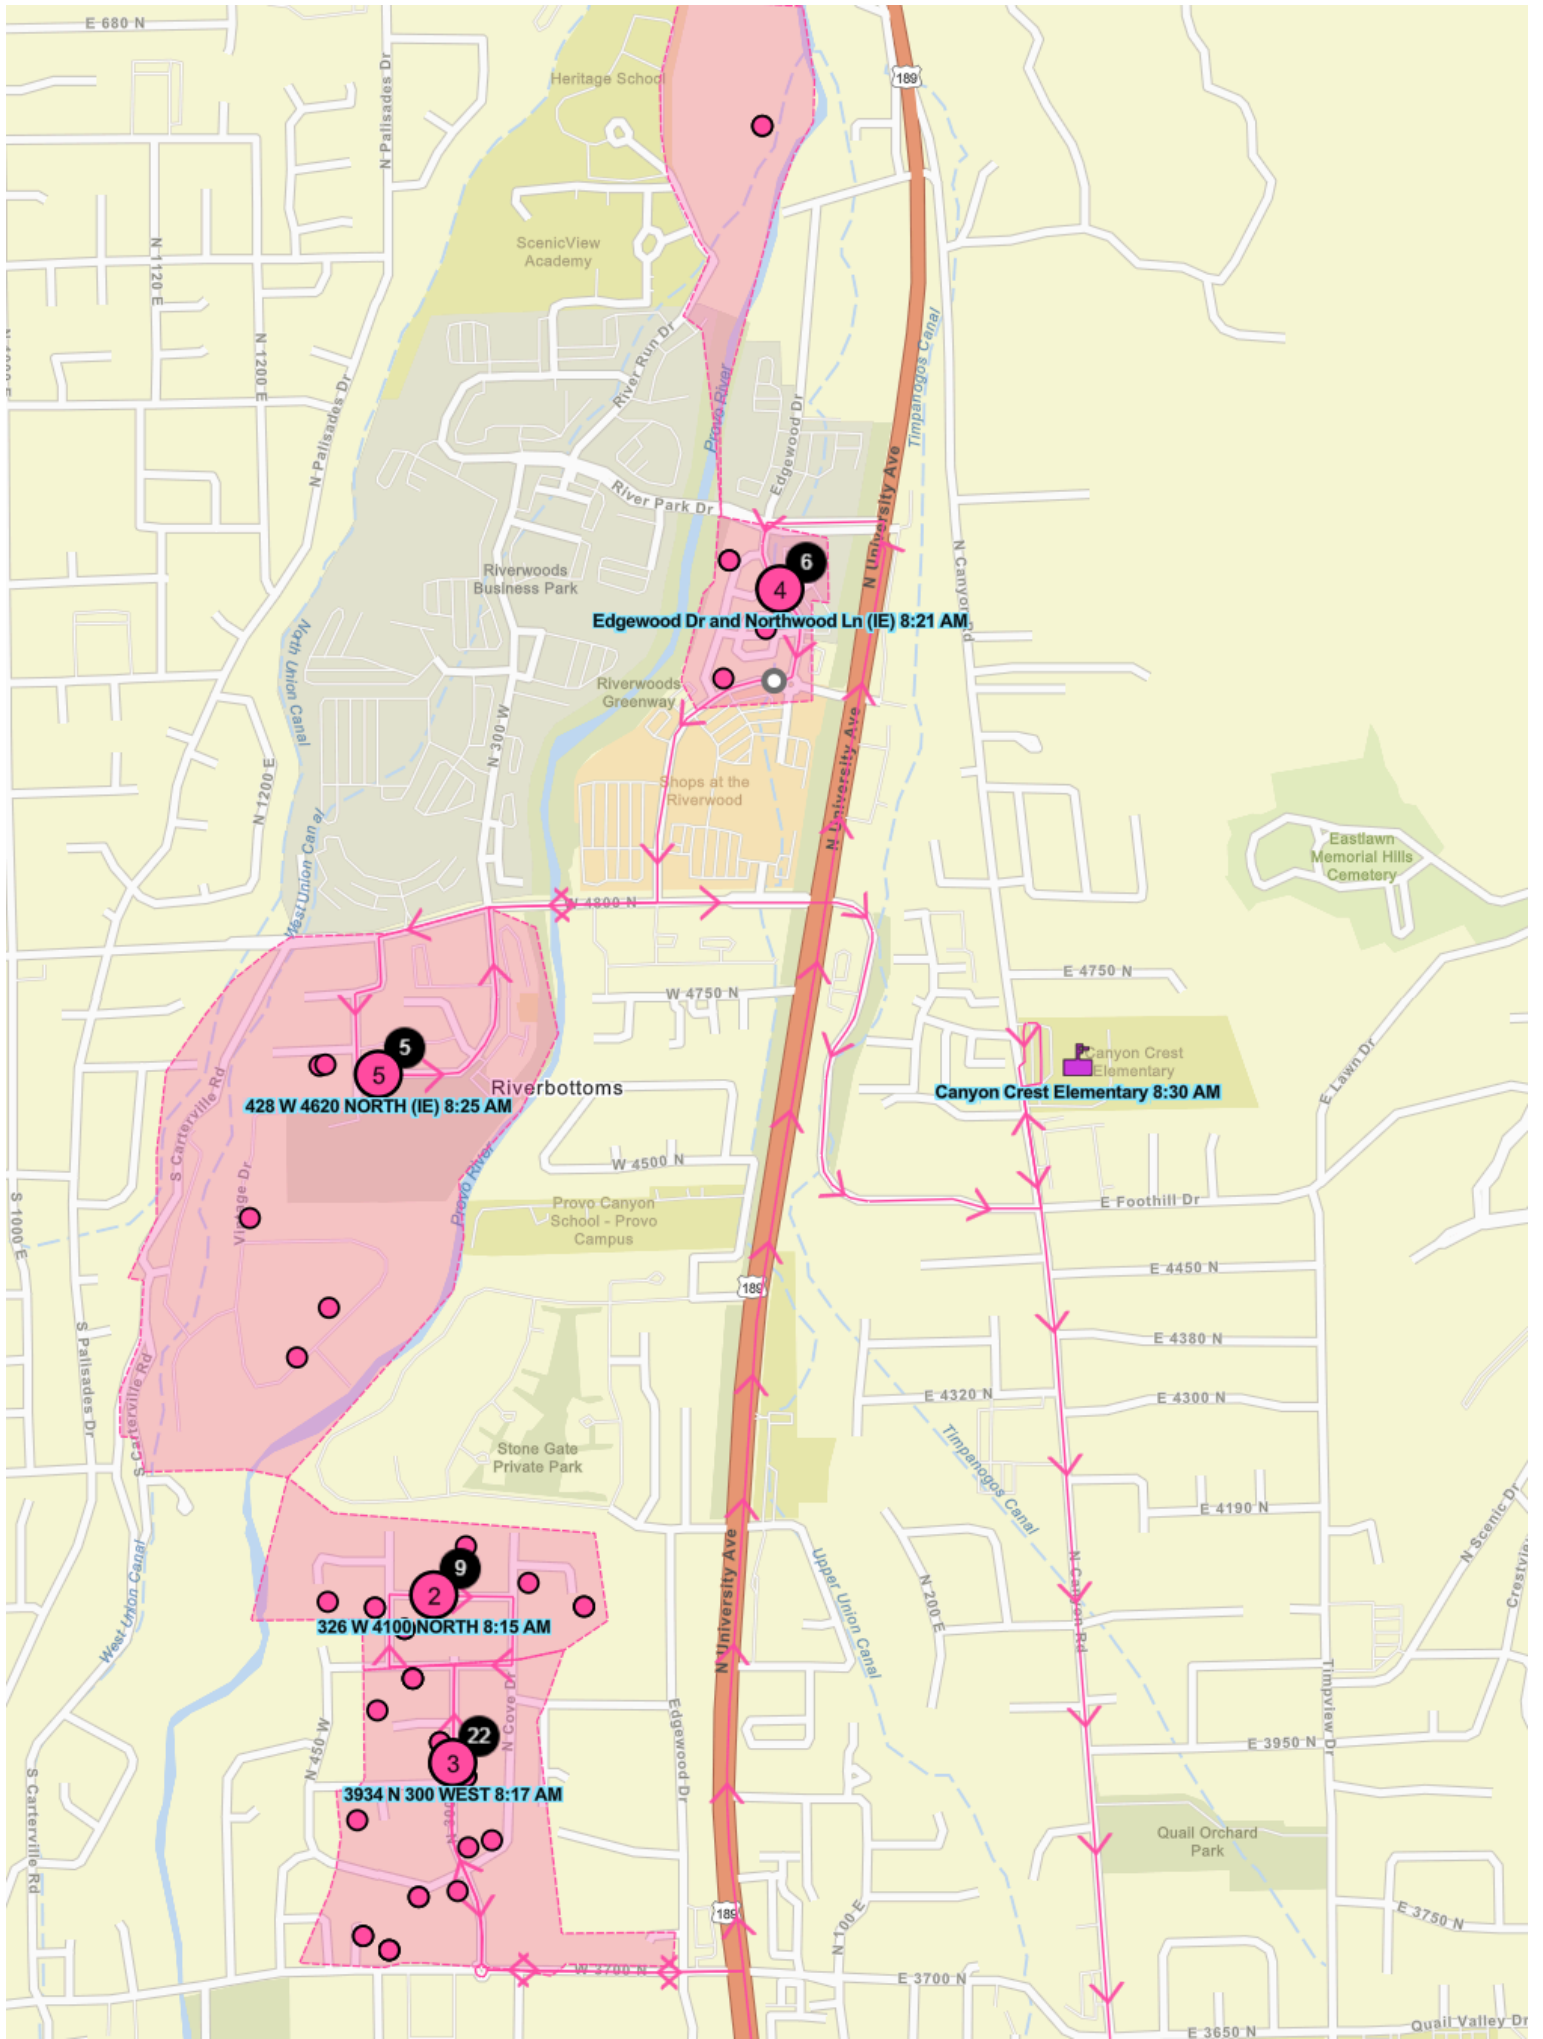 E 680 N
N Palisades Dr
189
Heritage School
ScenicView
Academy
N 1120 E
N 1200 E
N Palisades Dr
River Run Dr
Provo River
Edgewood Dr
Timpanogos Canal
River Park Dr
N University Ave
N Canyon Rd
6
4
Riverwoods
Business Park
Edgewood Dr and Northwood Ln (IE) 8:21 AM
North Union Canal
Riverwoods
Greenway
N 300 W
N 1200 E
N University Ave
Shops at the
Riverwood
West Union Canal
Eastlawn
Memorial Hills
Cemetery
W 4800 N
E 4750 N
W 4750 N
5
5
428 W 4620 NORTH (IE) 8:25 AM
Riverbottoms
Canyon Crest
Elementary
Canyon Crest Elementary 8:30 AM
E Lawn Dr
S Carterville Rd
Vintage Dr
Provo River
W 4500 N
S 1000 E
Provo Canyon
School - Provo
Campus
E Foothill Dr
E 4450 N
189
S Palisades Dr
S Carterville Rd
E 4380 N
E 4320 N
E 4300 N
Stone Gate
Private Park
Timpanogos Canal
E 4190 N
N Scenic Dr
West Union Canal
N University Ave
Upper Union Canal
N 200 E
N Canyon Rd
9
2
326 W 4100 NORTH 8:15 AM
N Cove Dr
Edgewood Dr
Timpview Dr
N 450 W
22
3
3934 N 300 WEST 8:17 AM
E 3950 N
S Carterville Rd
N 300
Quail Orchard
Park
189
N 100 E
E 3750 N
W 3700 N
E 3700 N
E 3650 N
Quail Valley Dr